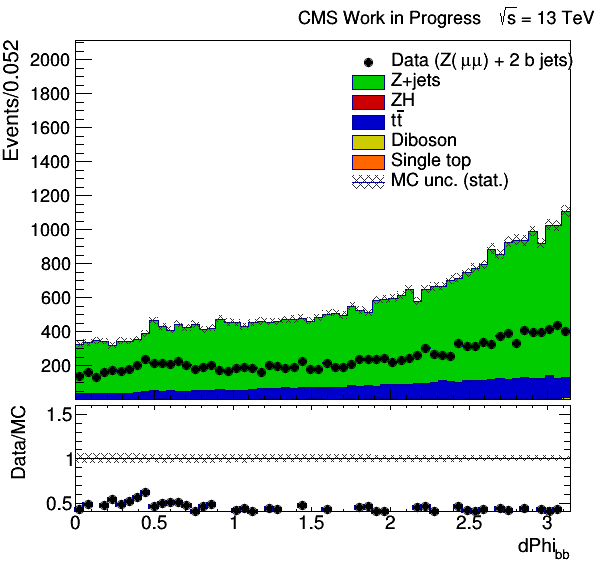 CMS Work in Progress √s = 13 TeV
Events/0.052
2000
1800
1600
1400
1200
1000
800
600
400
200
Data (Z(μμ) + 2 b jets)
Z+jets
ZH
tt̅
Diboson
Single top
MC unc. (stat.)
Data/MC
1.5
1
0.5
0 0.5 1 1.5 2 2.5 3
dPhi_bb